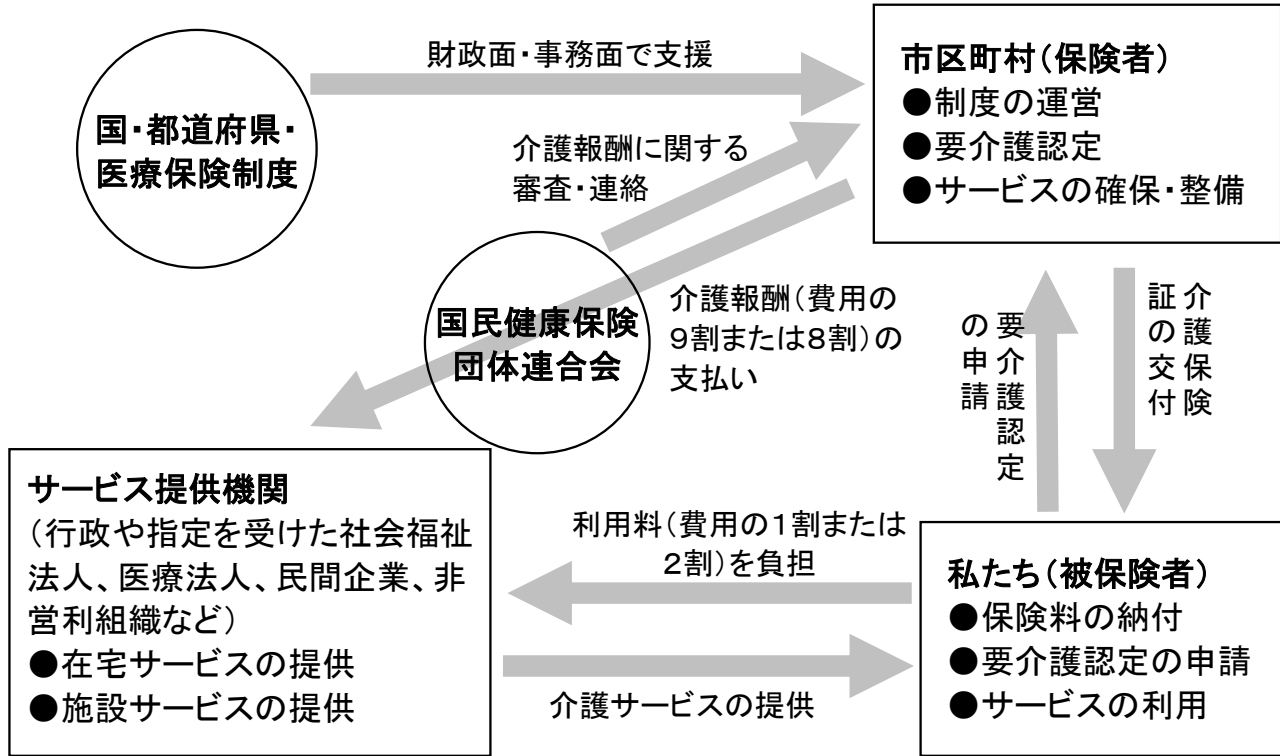 財政面・事務面で支援
国・都道府県・
医療保険制度
市区町村(保険者)
●制度の運営
●要介護認定
●サービスの確保・整備
介護報酬に関する
審査・連絡
国民健康保険
団体連合会
介護報酬(費用の
9割または8割)の
支払い
要介護認定
の申請
介護保険
証の交付
サービス提供機関
(行政や指定を受けた社会福祉
法人、医療法人、民間企業、非
営利組織など)
●在宅サービスの提供
●施設サービスの提供
利用料(費用の1割または
2割)を負担
介護サービスの提供
私たち(被保険者)
●保険料の納付
●要介護認定の申請
●サービスの利用